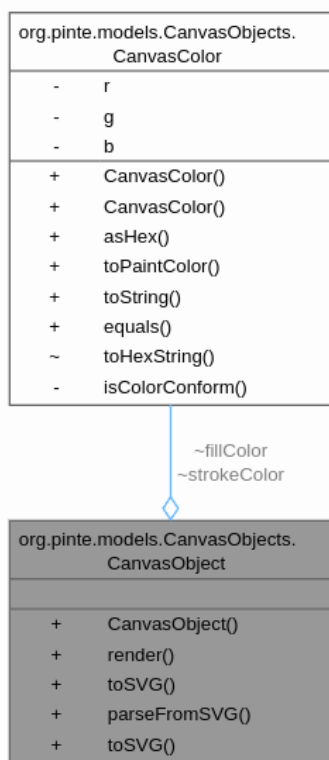 org.pinte.models.CanvasObjects.
CanvasColor
- r
- g
- b
+ CanvasColor()
+ CanvasColor()
+ asHex()
+ toPaintColor()
+ toString()
+ equals()
~ toHexString()
- isColorConform()
~fillColor
~strokeColor
org.pinte.models.CanvasObjects.
CanvasObject
+ CanvasObject()
+ render()
+ toSVG()
+ parseFromSVG()
+ toSVG()